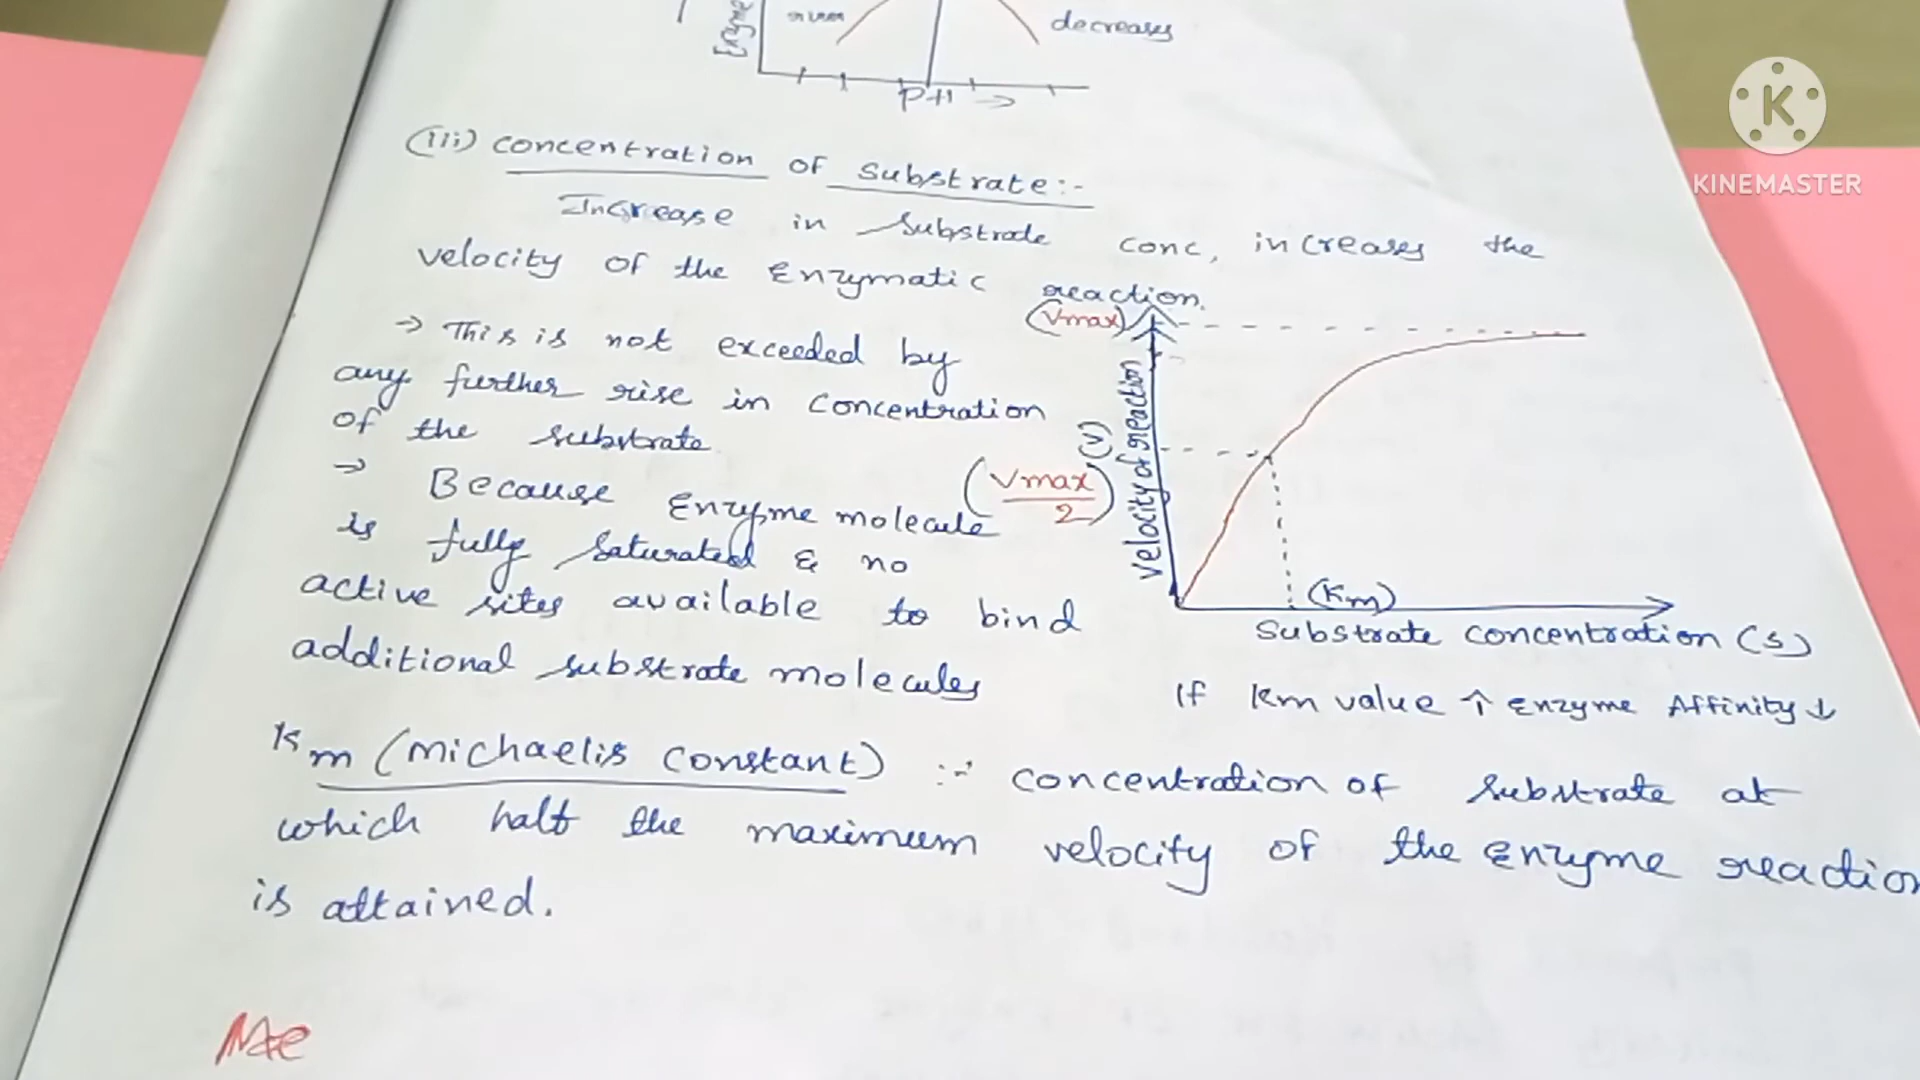 Enzyme
decreases
PH →
(iii) concentration of substrate:-
Increase in substrate conc, increases the
velocity of the Enzymatic reaction.
→ This is not exceeded by
any further rise in concentration
of the substrate
→ Because Enzyme molecule
is fully saturated & no
active sites available to bind
additional substrate molecules
(Vmax)
(Vmax/2)
Velocity of reaction (V)
(Km)
Substrate concentration (S)
If Km value ↑ Enzyme Affinity ↓
Km (Michaelis constant) :- concentration of substrate at
which half the maximum velocity of the Enzyme reaction
is attained.
K
KINEMASTER